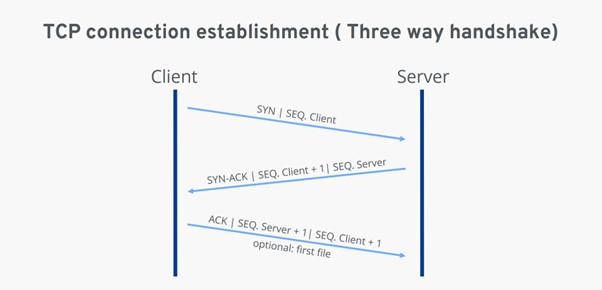 TCP connection establishment ( Three way handshake)
Client
Server
SYN | SEQ. Client
SYN-ACK | SEQ. Client + 1| SEQ. Server
ACK | SEQ. Server + 1| SEQ. Client + 1
optional: first file